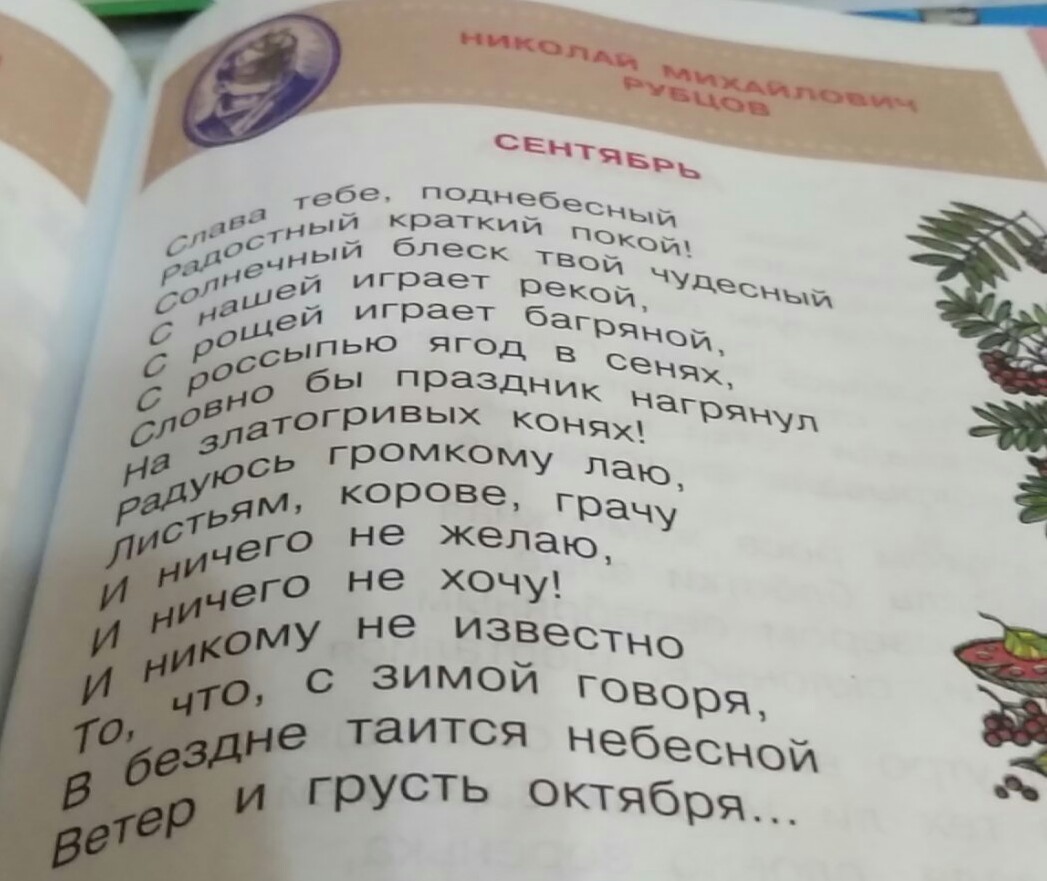 НИКОЛАЙ МИХАЙЛОВИЧ
РУБЦОВ
СЕНТЯБРЬ
Слава тебе, поднебесный
Радостный краткий покой!
Солнечный блеск твой чудесный
С нашей играет рекой,
С рощей играет багряной,
С россыпью ягод в сенях,
Словно бы праздник нагрянул
На златогривых конях!
Радуюсь громкому лаю,
Листьям, корове, грачу
И ничего не желаю,
И ничего не хочу!
И никому не известно
То, что, с зимой говоря,
В бездне таится небесной
Ветер и грусть октября...